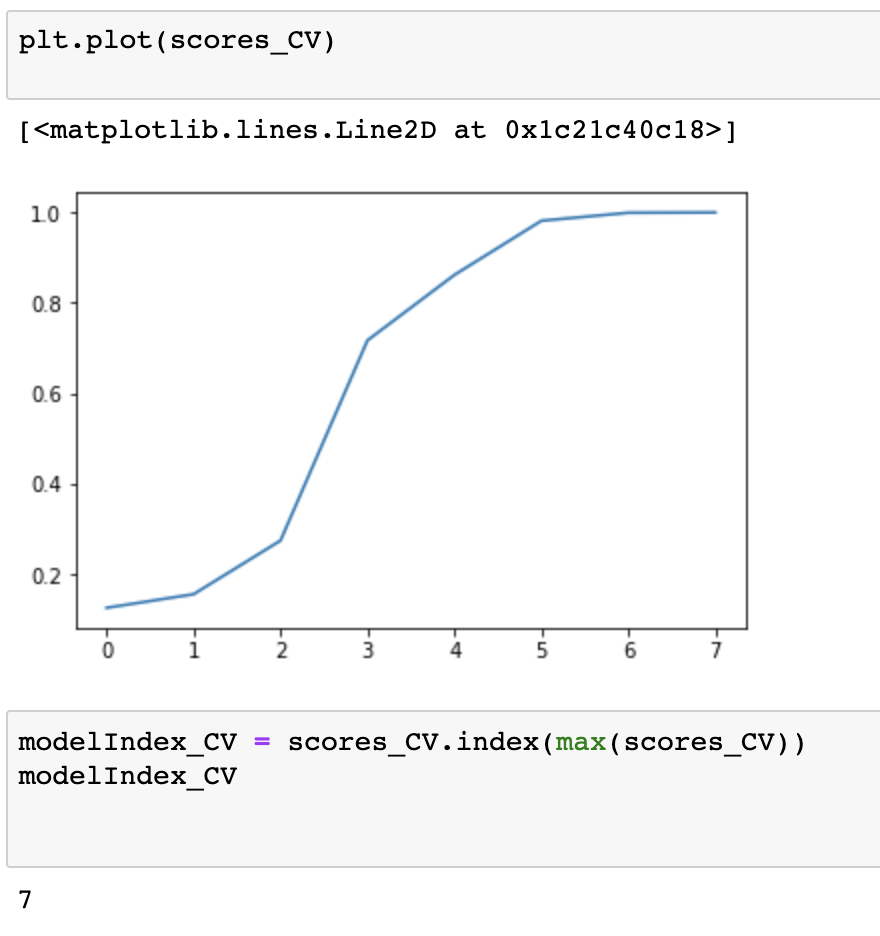 plt.plot(scores_CV)
[<matplotlib.lines.Line2D at 0x1c21c40c18>]
1.0
0.8
0.6
0.4
0.2
0 1 2 3 4 5 6 7
modelIndex_CV = scores_CV.index(max(scores_CV))
modelIndex_CV
7